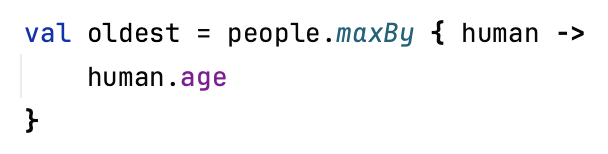 val oldest = people.maxBy { human ->
    human.age
}